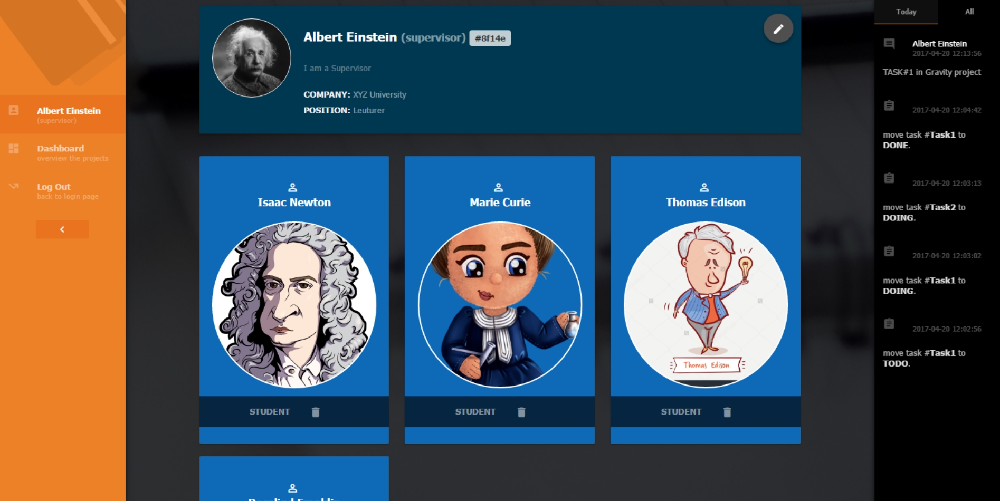 Albert Einstein
(supervisor)
Dashboard
overview the projects
Log Out
back to login page
Albert Einstein (supervisor) #8f14e
I am a Supervisor
COMPANY: XYZ University
POSITION: Leuturer
Isaac Newton
STUDENT
Marie Curie
STUDENT
Thomas Edison
Thomas Edison
STUDENT
Today
All
Albert Einstein
2017-04-20 12:13:56
TASK#1 in Gravity project
2017-04-20 12:04:42
move task #Task1 to
DONE.
2017-04-20 12:03:13
move task #Task2 to
DOING.
2017-04-20 12:03:02
move task #Task1 to
DOING.
2017-04-20 12:02:56
move task #Task1 to
TODO.